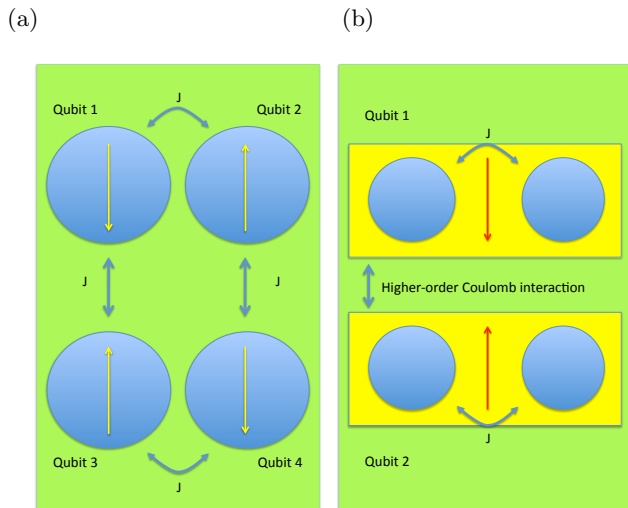 (a)
J
Qubit 1
Qubit 2
J
J
Qubit 3
Qubit 4
J
(b)
Qubit 1
J
Higher-order Coulomb interaction
J
Qubit 2